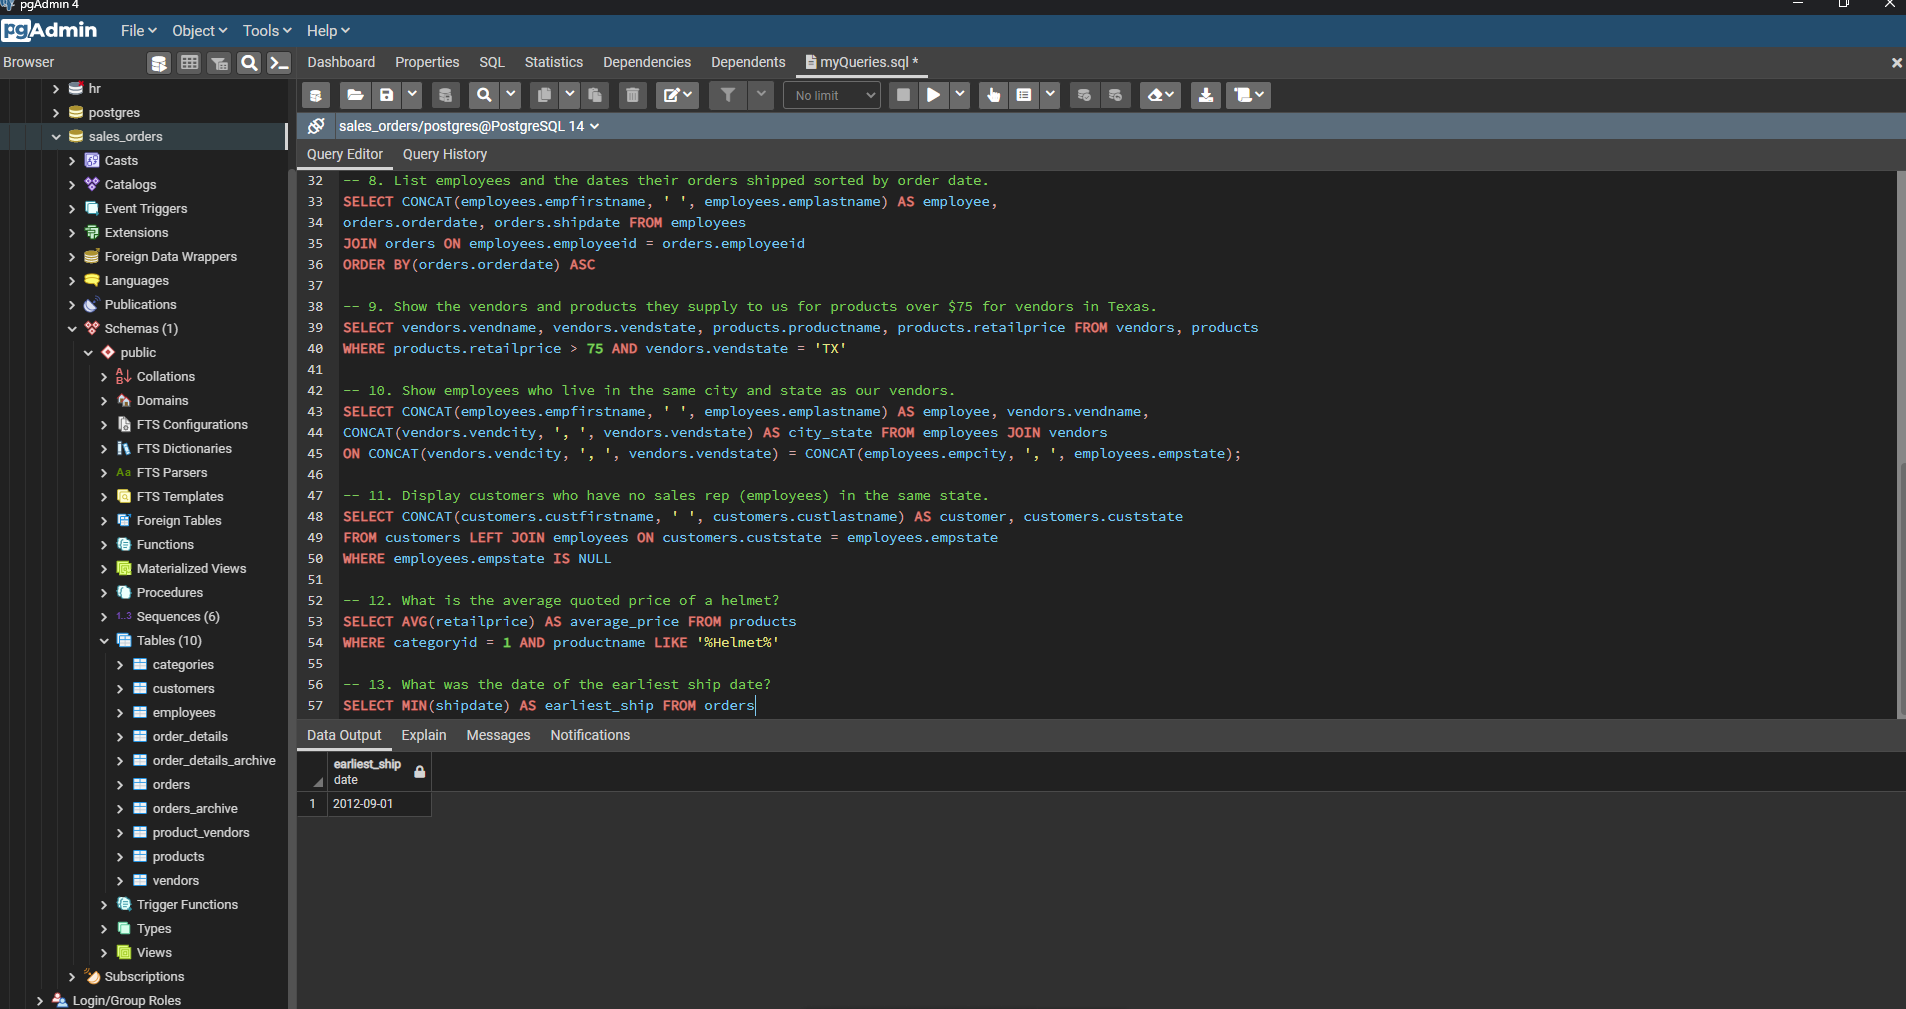 pgAdmin 4
pgAdmin File Object Tools Help
Browser
Dashboard Properties SQL Statistics Dependencies Dependents myQueries.sql *
No limit
sales_orders/postgres@PostgreSQL 14
Query Editor Query History
hr
postgres
sales_orders
Casts
Catalogs
Event Triggers
Extensions
Foreign Data Wrappers
Languages
Publications
Schemas (1)
public
Collations
Domains
FTS Configurations
FTS Dictionaries
Aa FTS Parsers
FTS Templates
Foreign Tables
Functions
Materialized Views
Procedures
1..3 Sequences (6)
Tables (10)
categories
customers
employees
order_details
order_details_archive
orders
orders_archive
product_vendors
products
vendors
Trigger Functions
Types
Views
Subscriptions
Login/Group Roles
32 -- 8. List employees and the dates their orders shipped sorted by order date.
33 SELECT CONCAT(employees.empfirstname, ' ', employees.emplastname) AS employee,
34 orders.orderdate, orders.shipdate FROM employees
35 JOIN orders ON employees.employeeid = orders.employeeid
36 ORDER BY(orders.orderdate) ASC
37
38 -- 9. Show the vendors and products they supply to us for products over $75 for vendors in Texas.
39 SELECT vendors.vendname, vendors.vendstate, products.productname, products.retailprice FROM vendors, products
40 WHERE products.retailprice > 75 AND vendors.vendstate = 'TX'
41
42 -- 10. Show employees who live in the same city and state as our vendors.
43 SELECT CONCAT(employees.empfirstname, ' ', employees.emplastname) AS employee, vendors.vendname,
44 CONCAT(vendors.vendcity, ', ', vendors.vendstate) AS city_state FROM employees JOIN vendors
45 ON CONCAT(vendors.vendcity, ', ', vendors.vendstate) = CONCAT(employees.empcity, ', ', employees.empstate);
46
47 -- 11. Display customers who have no sales rep (employees) in the same state.
48 SELECT CONCAT(customers.custfirstname, ' ', customers.custlastname) AS customer, customers.custstate
49 FROM customers LEFT JOIN employees ON customers.custstate = employees.empstate
50 WHERE employees.empstate IS NULL
51
52 -- 12. What is the average quoted price of a helmet?
53 SELECT AVG(retailprice) AS average_price FROM products
54 WHERE categoryid = 1 AND productname LIKE '%Helmet%'
55
56 -- 13. What was the date of the earliest ship date?
57 SELECT MIN(shipdate) AS earliest_ship FROM orders
Data Output Explain Messages Notifications
earliest_ship
date
1 2012-09-01